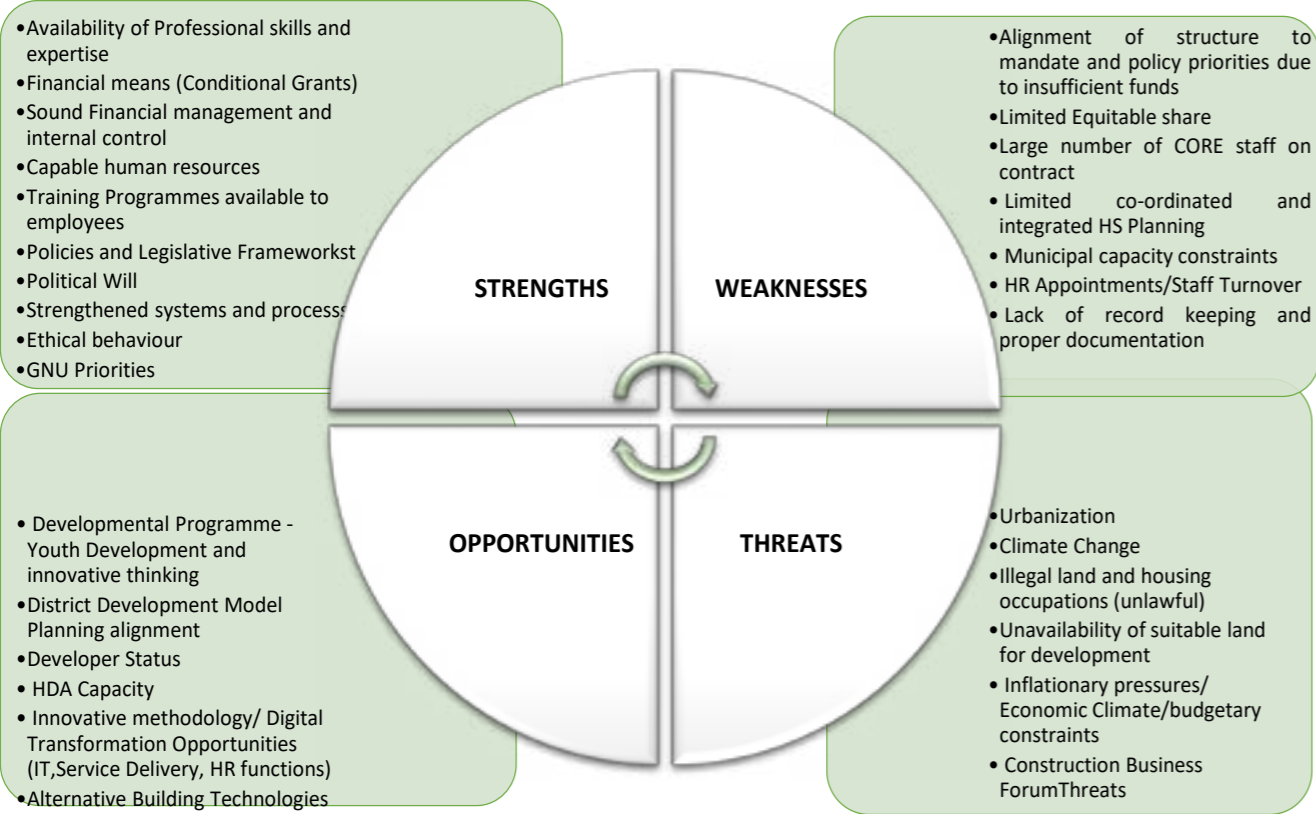 •Availability of Professional skills and
expertise
•Financial means (Conditional Grants)
•Sound Financial management and
internal control
•Capable human resources
•Training Programmes available to
employees
•Policies and Legislative Frameworkst
•Political Will
•Strengthened systems and processs
•Ethical behaviour
•GNU Priorities
STRENGTHS
•Alignment of structure to
mandate and policy priorities due
to insufficient funds
•Limited Equitable share
•Large number of CORE staff on
contract
• Limited co-ordinated and
integrated HS Planning
• Municipal capacity constraints
• HR Appointments/Staff Turnover
• Lack of record keeping and
proper documentation
WEAKNESSES
• Developmental Programme -
Youth Development and
innovative thinking
•District Development Model
Planning alignment
•Developer Status
• HDA Capacity
• Innovative methodology/ Digital
Transformation Opportunities
(IT,Service Delivery, HR functions)
•Alternative Building Technologies
OPPORTUNITIES
THREATS
•Urbanization
•Climate Change
•Illegal land and housing
occupations (unlawful)
•Unavailability of suitable land
for development
• Inflationary pressures/
Economic Climate/budgetary
constraints
• Construction Business
ForumThreats